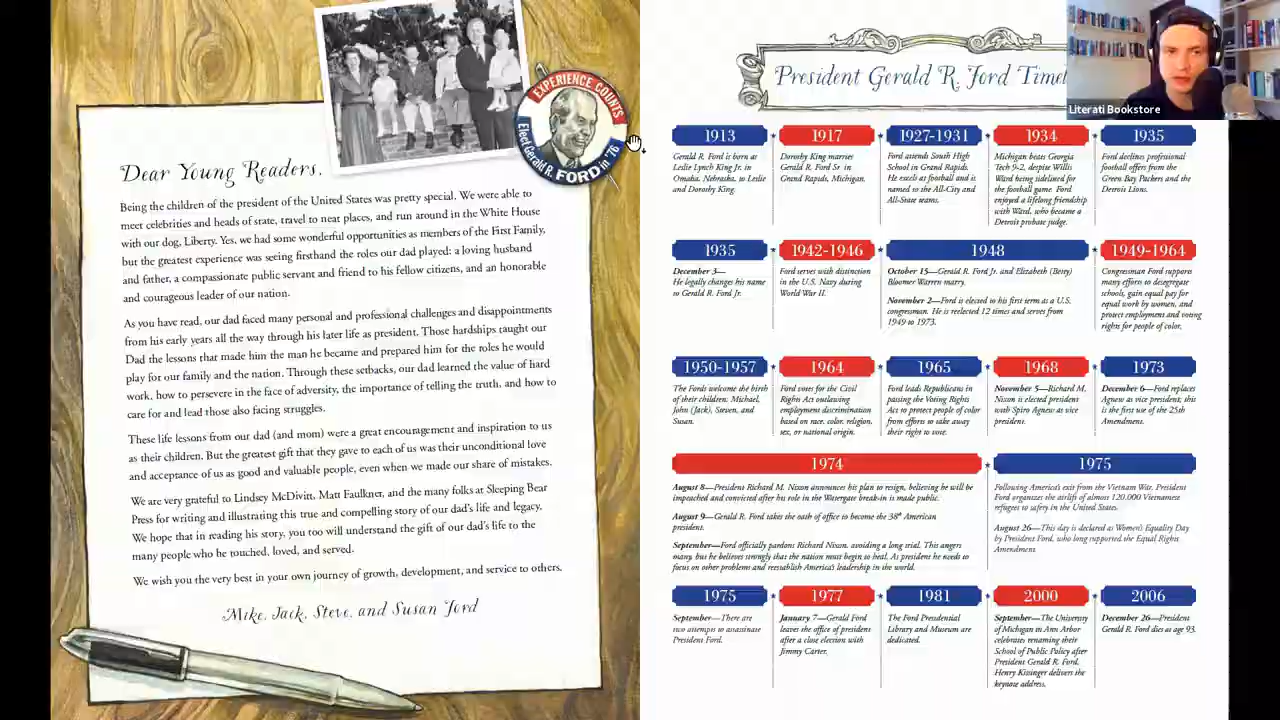 EXPERIENCE COUNTS
Elect Gerald R.
FORD in '76
Dear Young Readers,
Being the children of the president of the United States was pretty special. We were able to
meet celebrities and heads of state, travel to neat places, and run around in the White House
with our dog, Liberty. Yes, we had some wonderful opportunities as members of the First Family,
but the greatest experience was seeing firsthand the roles our dad played: a loving husband
and father, a compassionate public servant and friend to his fellow citizens, and an honorable
and courageous leader of our nation.
As you have read, our dad faced many personal and professional challenges and disappointments
from his early years all the way through his later life as president. Those hardships taught our
Dad the lessons that made him the man he became and prepared him for the roles he would
play for our family and the nation. Through these setbacks, our dad learned the value of hard
work, how to persevere in the face of adversity, the importance of telling the truth, and how to
care for and lead those also facing struggles.
These life lessons from our dad (and mom) were a great encouragement and inspiration to us
as their children. But the greatest gift that they gave to each of us was their unconditional love
and acceptance of us as good and valuable people, even when we made our share of mistakes.
We are very grateful to Lindsey McDivitt, Matt Faulkner, and the many folks at Sleeping Bear
Press for writing and illustrating this true and compelling story of our dad's life and legacy.
We hope that in reading his story, you too will understand the gift of our dad's life to the
many people who he touched, loved, and served.
We wish you the very best in your own journey of growth, development, and service to others.
Mike, Jack, Steve, and Susan Ford
President Gerald R. Ford
Literati Bookstore
1913
Gerald R. Ford is born as
Leslie Lynch King Jr. in
Omaha, Nebraska, to Leslie
and Dorothy King.
1917
Dorothy King marries
Gerald R. Ford Sr. in
Grand Rapids, Michigan.
1927-1931
Ford attends South High
School in Grand Rapids.
He excels at football and is
named to the All-City and
All-State teams.
1934
Michigan beats Georgia
Tech 9-2, despite Willis
Ward being sidelined for
the football game. Ford
enjoyed a lifelong friendship
with Ward, who became a
Detroit probate judge.
1935
Ford declines professional
football offers from the
Green Bay Packers and the
Detroit Lions.
1935
December 3—
He legally changes his name
to Gerald R. Ford Jr.
1942-1946
Ford serves with distinction
in the U.S. Navy during
World War II.
1948
October 15—Gerald R. Ford Jr. and Elizabeth (Betty)
Bloomer Warren marry.
November 2—Ford is elected to his first term as a U.S.
congressman. He is reelected 12 times and serves from
1949 to 1973.
1949-1964
Congressman Ford supports
many efforts to desegregate
schools, gain equal pay for
equal work by women, and
protect employment and voting
rights for people of color.
1950-1957
The Fords welcome the birth
of their children: Michael,
John (Jack), Steven, and
Susan.
1964
Ford votes for the Civil
Rights Act outlawing
employment discrimination
based on race, color, religion,
sex, or national origin.
1965
Ford leads Republicans in
passing the Voting Rights
Act to protect people of color
from efforts to take away
their right to vote.
1968
November 5—Richard M.
Nixon is elected president
with Spiro Agnew as vice
president.
1973
December 6—Ford replaces
Agnew as vice president; this
is the first use of the 25th
Amendment.
1974
August 8—President Richard M. Nixon announces his plan to resign, believing he will be
impeached and convicted after his role in the Watergate break-in is made public.
August 9—Gerald R. Ford takes the oath of office to become the 38th American
president.
September—Ford officially pardons Richard Nixon, avoiding a long trial. This angers
many, but he believes strongly that the nation must begin to heal. As president he needs to
focus on other problems and reestablish America's leadership in the world.
1975
Following America's exit from the Vietnam War, President
Ford organizes the airlift of almost 120,000 Vietnamese
refugees to safety in the United States.
August 26—This day is declared as Women's Equality Day
by President Ford, who long supported the Equal Rights
Amendment.
1975
September—There are
two attempts to assassinate
President Ford.
1977
January 7—Gerald Ford
leaves the office of president
after a close election with
Jimmy Carter.
1981
The Ford Presidential
Library and Museum are
dedicated.
2000
September—The University
of Michigan in Ann Arbor
celebrates renaming their
School of Public Policy after
President Gerald R. Ford.
Henry Kissinger delivers the
keynote address.
2006
December 26—President
Gerald R. Ford dies at age 93.